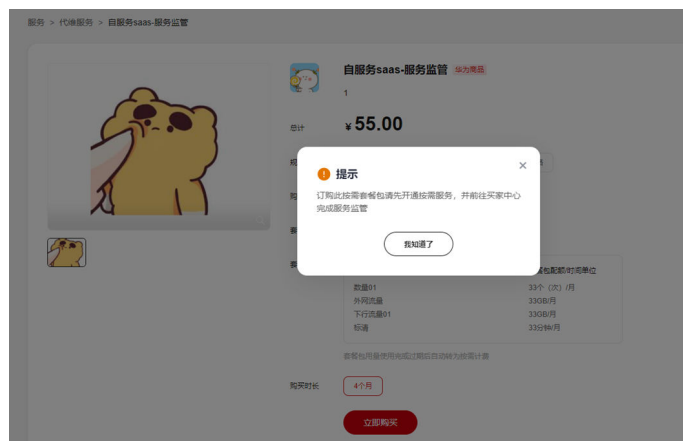 服务 > 代维服务 > 自服务saas-服务监管
自服务saas-服务监管 华为商品
1
总计 ¥ 55.00
提示
订购此按需套餐包请先开通按需服务，并前往买家中心
完成服务监管
我知道了
包配额/时间单位
数量01 33个（次）/月
外网流量 33GB/月
下行流量01 33GB/月
标清 33分钟/月
套餐包用量使用完或过期后自动转为按需计费
购买时长 4个月
立即购买